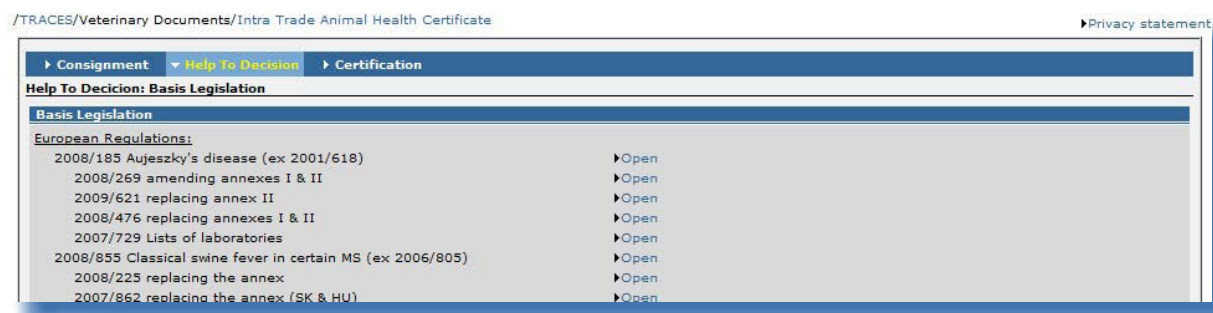 /TRACES/Veterinary Documents/Intra Trade Animal Health Certificate
Privacy statement
Consignment Help To Decision Certification
Help To Decicion: Basis Legislation
Basis Legislation
European Regulations:
2008/185 Aujeszky's disease (ex 2001/618) Open
2008/269 amending annexes I & II Open
2009/621 replacing annex II Open
2008/476 replacing annexes I & II Open
2007/729 Lists of laboratories Open
2008/855 Classical swine fever in certain MS (ex 2006/805) Open
2008/225 replacing the annex Open
2007/862 replacing the annex (SK & HU) Open